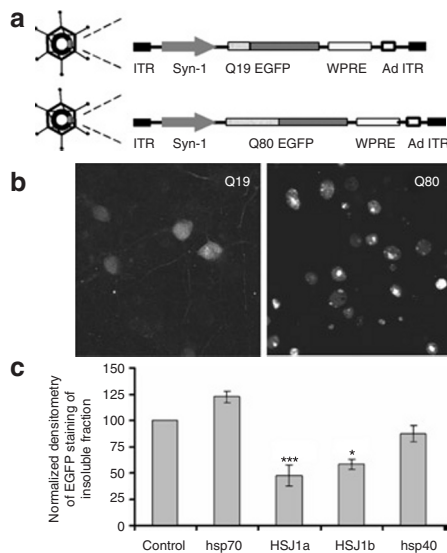 a
ITR Syn-1 Q19 EGFP WPRE Ad ITR
ITR Syn-1 Q80 EGFP WPRE Ad ITR
b
Q19
Q80
c
Normalized densitometry
of EGFP staining of
insoluble fraction
150
125
100
75
50
25
0
***
*
Control hsp70 HSJ1a HSJ1b hsp40